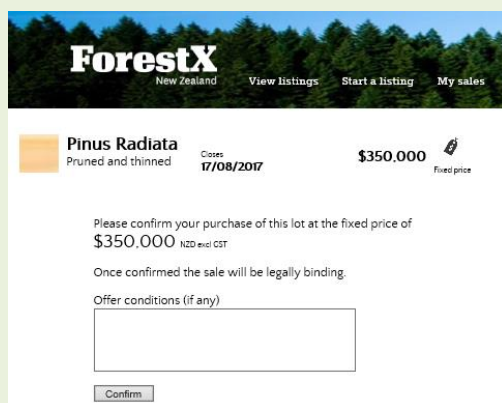 ForestX
New Zealand
View listings Start a listing My sales
Pinus Radiata
Pruned and thinned
Closes
17/08/2017
$350,000
Fixed price
Please confirm your purchase of this lot at the fixed price of
$350,000 NZD excl GST
Once confirmed the sale will be legally binding.
Offer conditions (if any)
Confirm